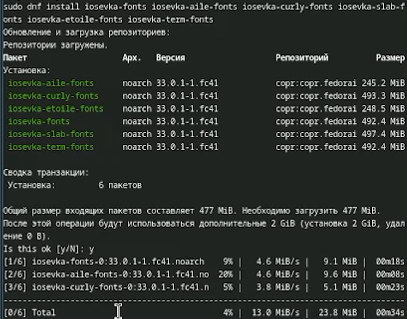 sudo dnf install iosevka-fonts iosevka-aile-fonts iosevka-curly-fonts iosevka-slab-f
onts iosevka-etoile-fonts iosevka-term-fonts
Обновление и загрузка репозиториев:
Репозитории загружены.
Пакет Арх. Версия Репозиторий Размер
Установка:
iosevka-aile-fonts noarch 33.0.1-1.fc41 copr:copr.fedorai 245.2 MiB
iosevka-curly-fonts noarch 33.0.1-1.fc41 copr:copr.fedorai 493.3 MiB
iosevka-etoile-fonts noarch 33.0.1-1.fc41 copr:copr.fedorai 248.5 MiB
iosevka-fonts noarch 33.0.1-1.fc41 copr:copr.fedorai 492.4 MiB
iosevka-slab-fonts noarch 33.0.1-1.fc41 copr:copr.fedorai 497.4 MiB
iosevka-term-fonts noarch 33.0.1-1.fc41 copr:copr.fedorai 492.4 MiB
Сводка транзакции:
Установка: 6 пакетов
Общий размер входящих пакетов составляет 477 MiB. Необходимо загрузить 477 MiB.
После этой операции будут использоваться дополнительные 2 GiB (установка 2 GiB, удал
ение 0 B).
Is this ok [y/N]: y
[1/6] iosevka-fonts-0:33.0.1-1.fc41.noarch 9% | 4.6 MiB/s | 9.1 MiB | 00m18s
[2/6] iosevka-aile-fonts-0:33.0.1-1.fc41.no 20% | 4.6 MiB/s | 9.6 MiB | 00m08s
[3/6] iosevka-curly-fonts-0:33.0.1-1.fc41.n 5% | 3.8 MiB/s | 5.1 MiB | 00m23s
--------------------------------------------------------------------------------
[0/6] Total 4% | 13.0 MiB/s | 23.8 MiB | 00m34s